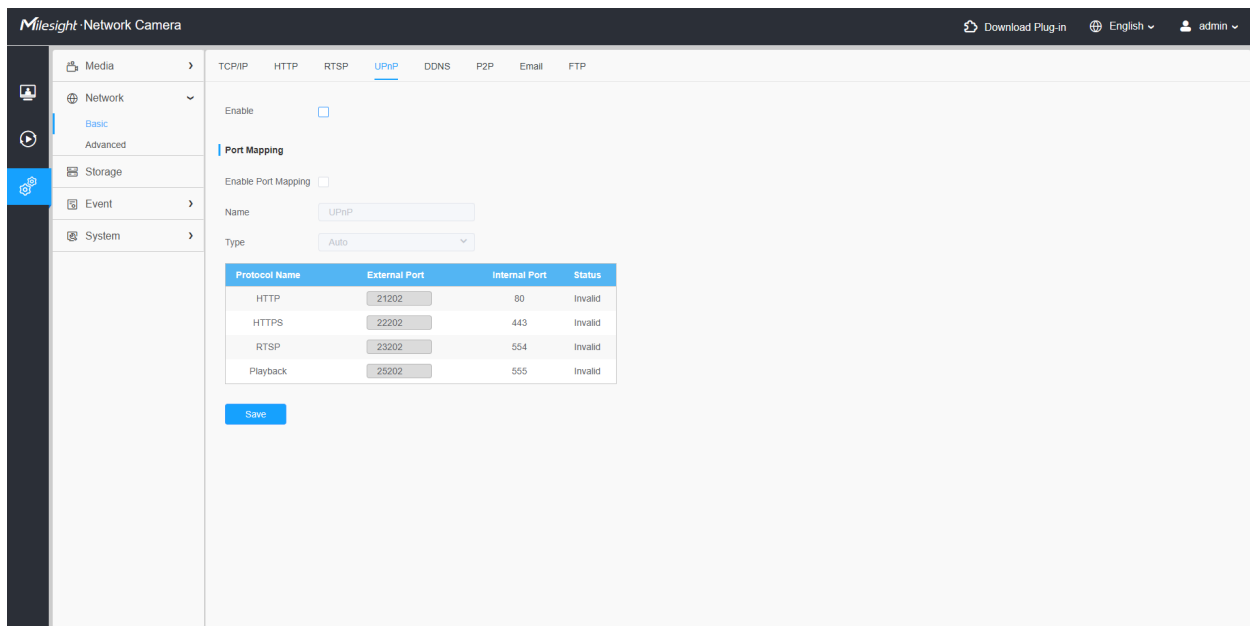 Milesight · Network Camera
Download Plug-in English admin
Media
Network
Basic
Advanced
Storage
Event
System
TCP/IP HTTP RTSP UPnP DDNS P2P Email FTP
Enable
Port Mapping
Enable Port Mapping
Name UPnP
Type Auto
Protocol Name External Port Internal Port Status
HTTP 21202 80 Invalid
HTTPS 22202 443 Invalid
RTSP 23202 554 Invalid
Playback 25202 555 Invalid
Save